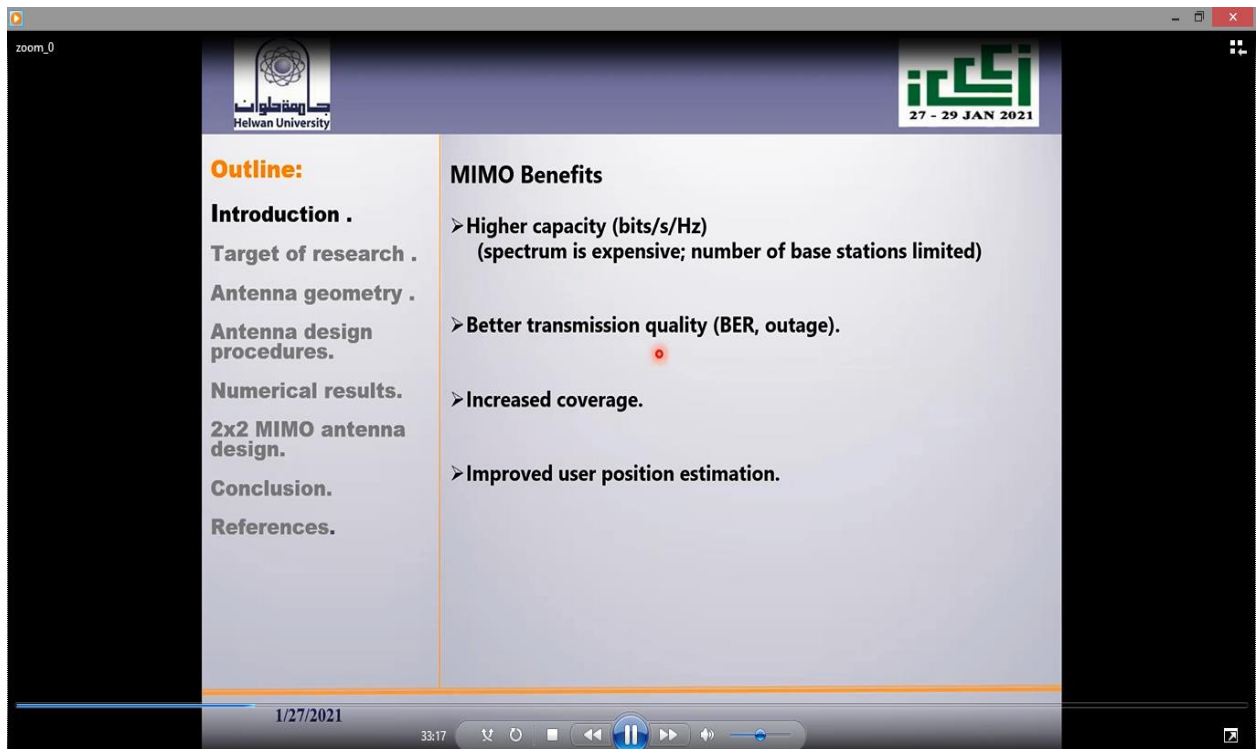 zoom_0
جامعة حلوان
Helwan University
27 - 29 JAN 2021
Outline:
Introduction .
Target of research .
Antenna geometry .
Antenna design
procedures.
Numerical results.
2x2 MIMO antenna
design.
Conclusion.
References.
MIMO Benefits
➢Higher capacity (bits/s/Hz)
(spectrum is expensive; number of base stations limited)
➢Better transmission quality (BER, outage).
➢Increased coverage.
➢Improved user position estimation.
1/27/2021
33:17